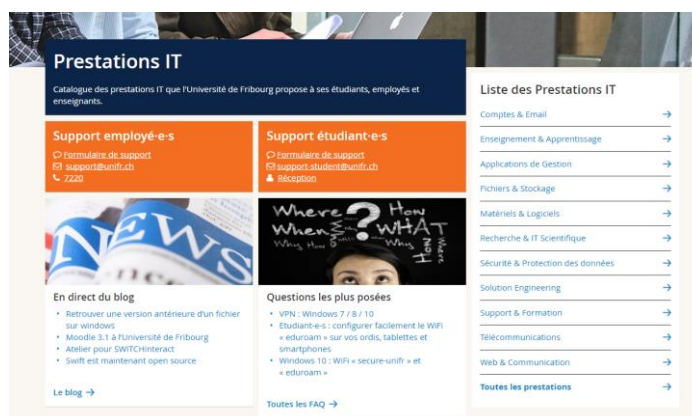 Prestations IT
Catalogue des prestations IT que l'Université de Fribourg propose à ses étudiants, employés et
enseignants.
Support employé·e·s
Formulaire de support
support@unifr.ch
7220
Support étudiant·e·s
Formulaire de support
support-student@unifr.ch
Réception
NEWS
Where ? How
When WHAT
Why How Why Where Not
En direct du blog
Retrouver une version antérieure d'un fichier
sur windows
Moodle 3.1 à l'Université de Fribourg
Atelier pour SWITCHinteract
Swift est maintenant open source
Le blog →
Questions les plus posées
VPN : Windows 7 / 8 / 10
Etudiant-e-s : configurer facilement le WiFi
« eduroam » sur vos ordis, tablettes et
smartphones
Windows 10 : WiFi « secure-unifr » et
« eduroam »
Toutes les FAQ →
Liste des Prestations IT
Comptes & Email →
Enseignement & Apprentissage →
Applications de Gestion →
Fichiers & Stockage →
Matériels & Logiciels →
Recherche & IT Scientifique →
Sécurité & Protection des données →
Solution Engineering →
Support & Formation →
Télécommunications →
Web & Communication →
Toutes les prestations →